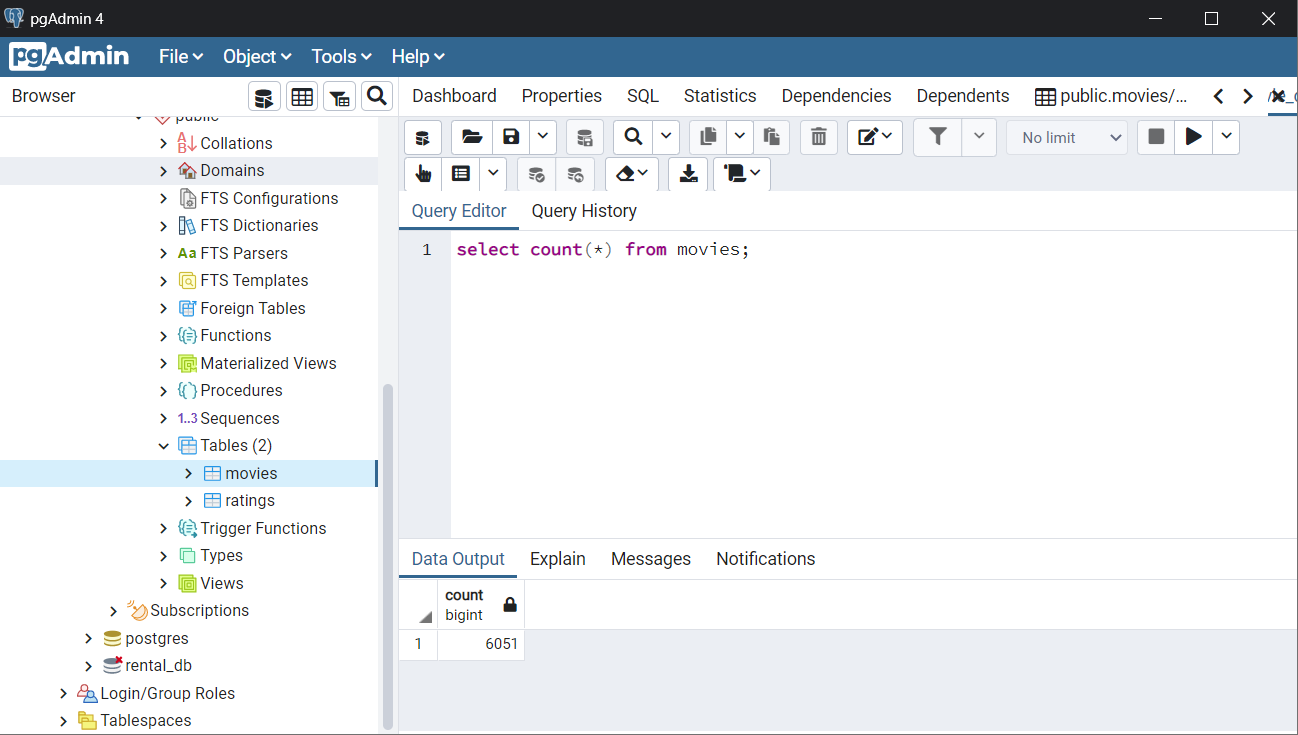 pgAdmin 4
pgAdmin File Object Tools Help
Browser
Dashboard Properties SQL Statistics Dependencies Dependents public.movies/...
public
Collations
Domains
FTS Configurations
FTS Dictionaries
Aa FTS Parsers
FTS Templates
Foreign Tables
Functions
Materialized Views
Procedures
1..3 Sequences
Tables (2)
movies
ratings
Trigger Functions
Types
Views
Subscriptions
postgres
rental_db
Login/Group Roles
Tablespaces
No limit
Query Editor Query History
1 select count(*) from movies;
Data Output Explain Messages Notifications
count
bigint
1 6051